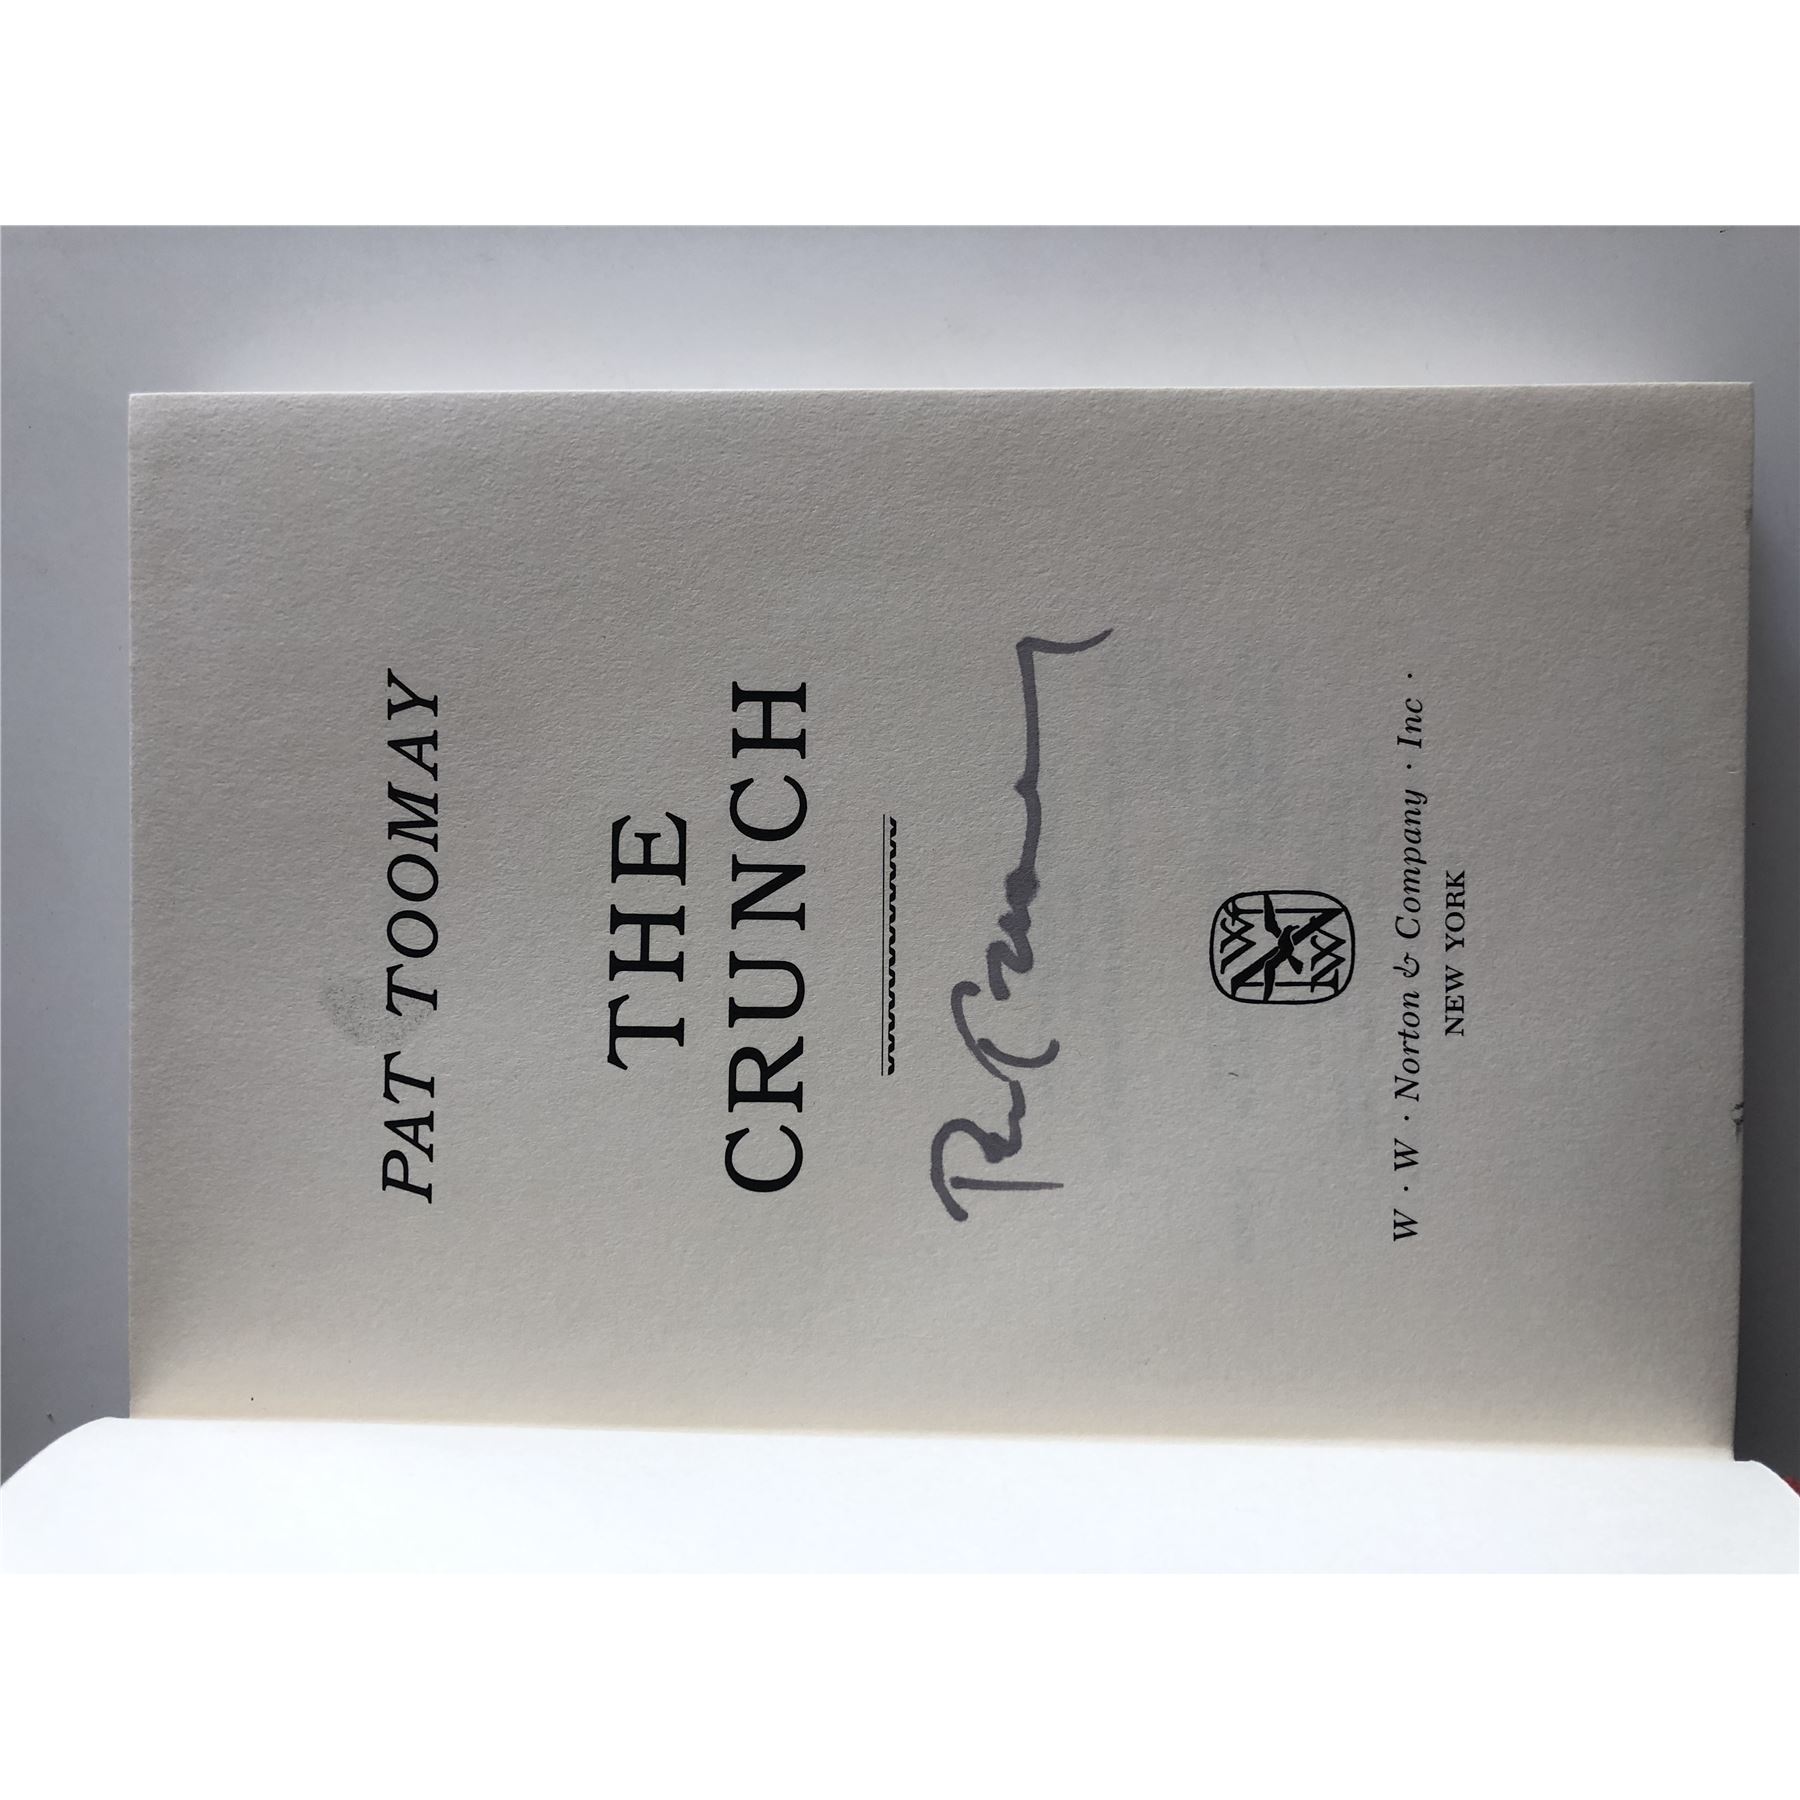 PAT TOOMAY
THE
CRUNCH
W · W · Norton & Company · Inc ·
NEW YORK